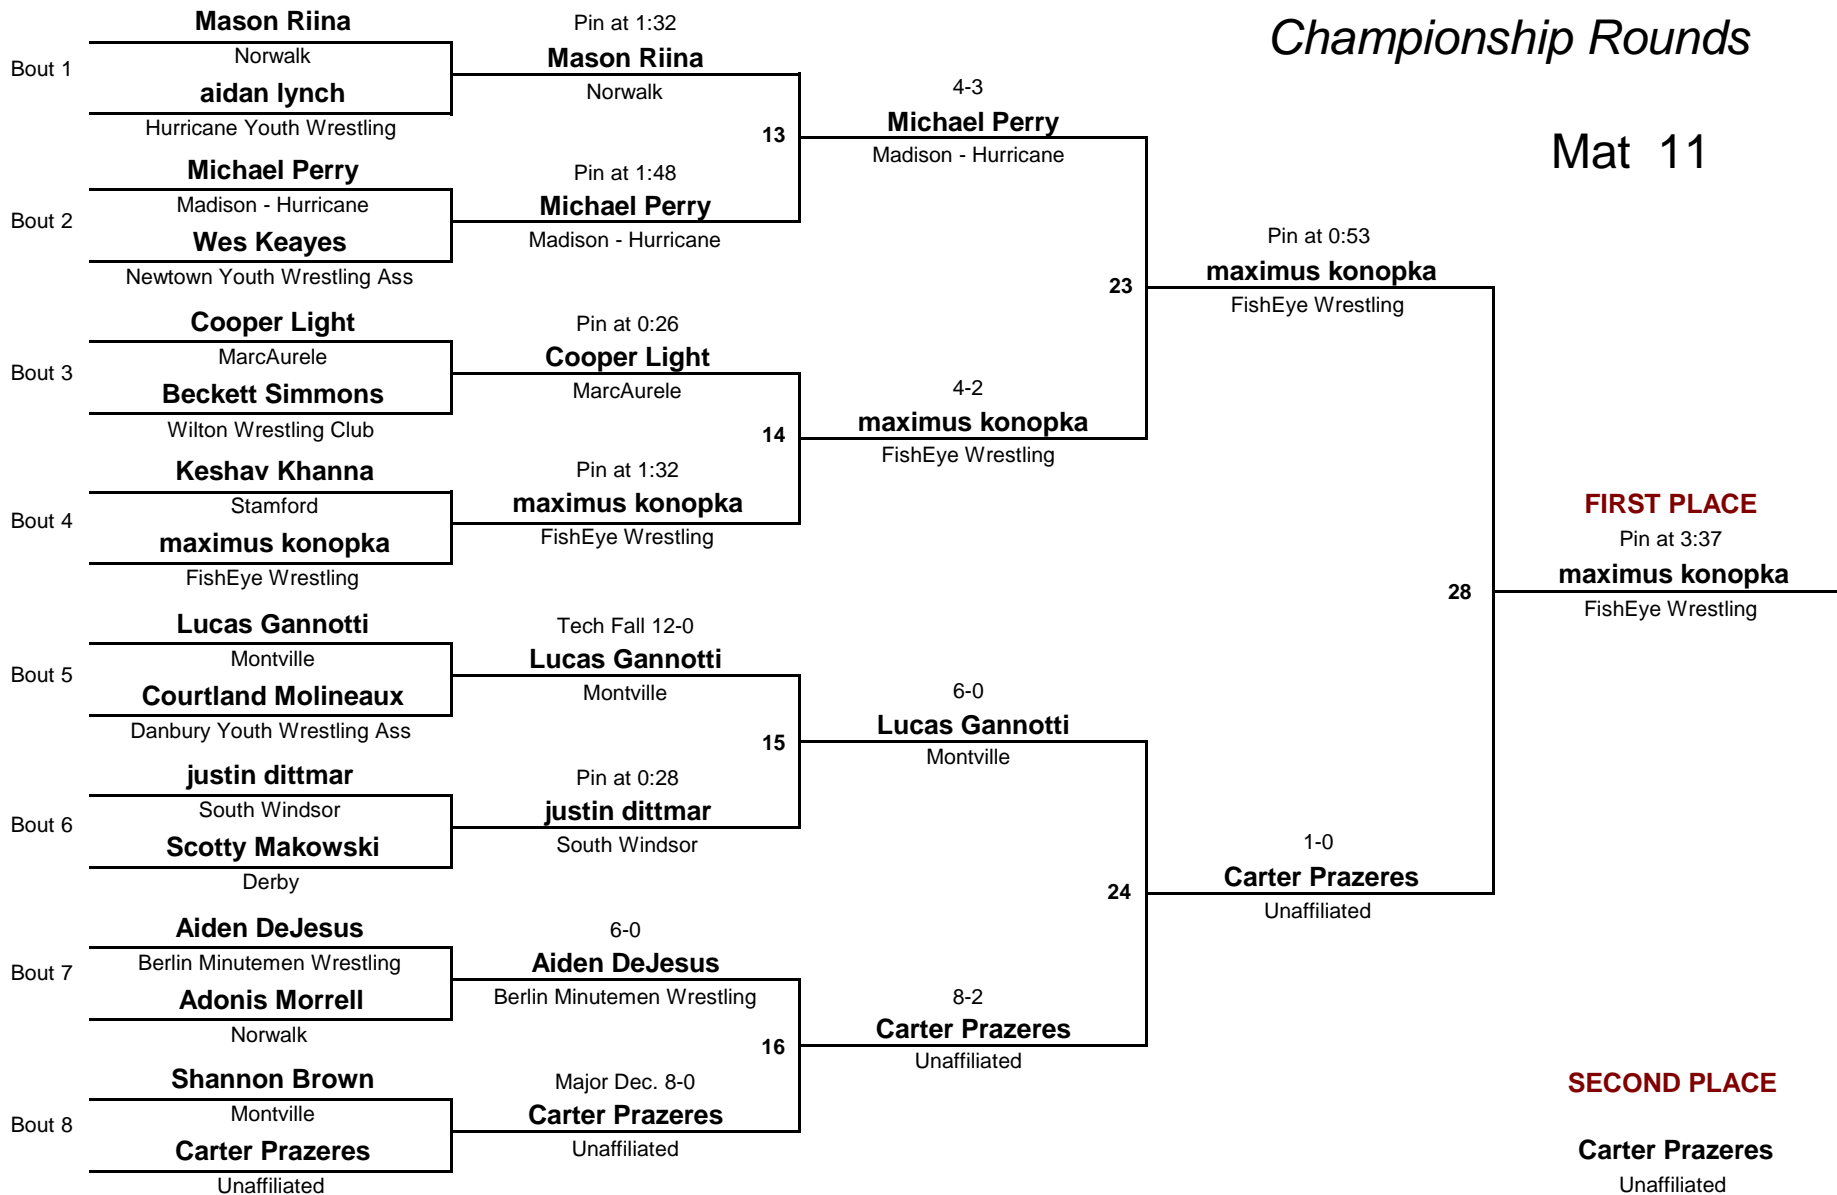 Championship Rounds
Mat 11
Bout 1
Mason Riina
Norwalk
aidan lynch
Hurricane Youth Wrestling
Bout 2
Michael Perry
Madison - Hurricane
Wes Keayes
Newtown Youth Wrestling Ass
Bout 3
Cooper Light
MarcAurele
Beckett Simmons
Wilton Wrestling Club
Bout 4
Keshav Khanna
Stamford
maximus konopka
FishEye Wrestling
Bout 5
Lucas Gannotti
Montville
Courtland Molineaux
Danbury Youth Wrestling Ass
Bout 6
justin dittmar
South Windsor
Scotty Makowski
Derby
Bout 7
Aiden DeJesus
Berlin Minutemen Wrestling
Adonis Morrell
Norwalk
Bout 8
Shannon Brown
Montville
Carter Prazeres
Unaffiliated
Pin at 1:32
Mason Riina
Norwalk
13
Pin at 1:48
Michael Perry
Madison - Hurricane
Pin at 0:26
Cooper Light
MarcAurele
14
Pin at 1:32
maximus konopka
FishEye Wrestling
Tech Fall 12-0
Lucas Gannotti
Montville
15
Pin at 0:28
justin dittmar
South Windsor
6-0
Aiden DeJesus
Berlin Minutemen Wrestling
16
Major Dec. 8-0
Carter Prazeres
Unaffiliated
4-3
Michael Perry
Madison - Hurricane
23
4-2
maximus konopka
FishEye Wrestling
6-0
Lucas Gannotti
Montville
24
8-2
Carter Prazeres
Unaffiliated
Pin at 0:53
maximus konopka
FishEye Wrestling
28
1-0
Carter Prazeres
Unaffiliated
FIRST PLACE
Pin at 3:37
maximus konopka
FishEye Wrestling
SECOND PLACE
Carter Prazeres
Unaffiliated